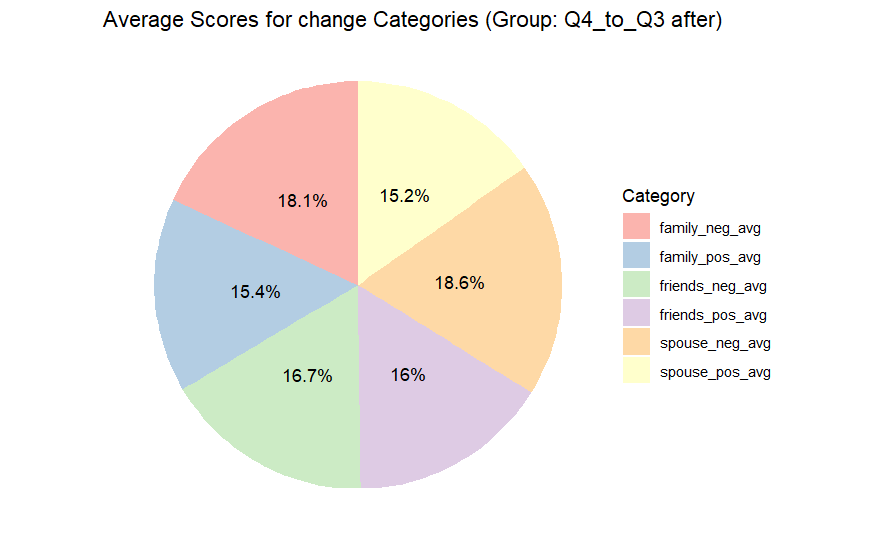 Average Scores for change Categories (Group: Q4_to_Q3 after)
18.1%
15.2%
15.4%
18.6%
16.7%
16%
Category
family_neg_avg
family_pos_avg
friends_neg_avg
friends_pos_avg
spouse_neg_avg
spouse_pos_avg